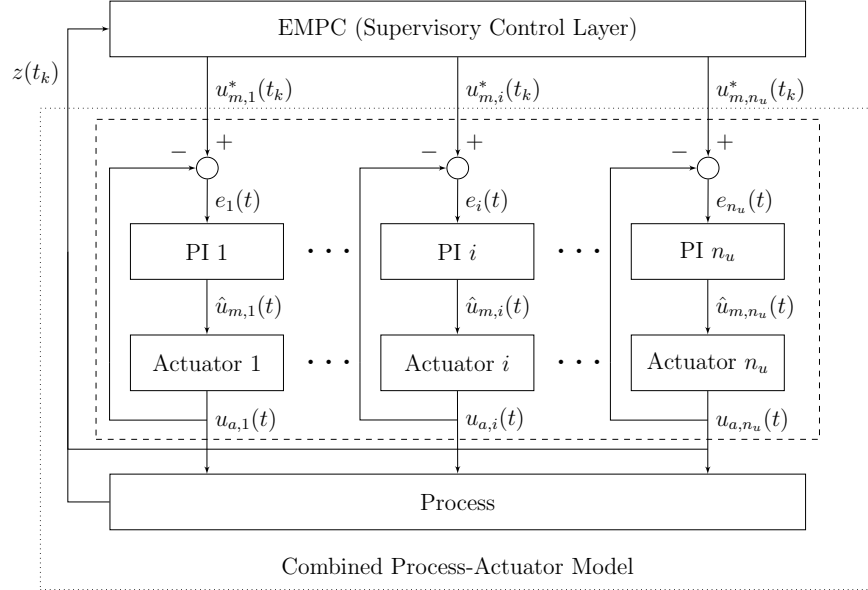 EMPC (Supervisory Control Layer)
z(t_k)
u*_{m,1}(t_k) u*_{m,i}(t_k) u*_{m,n_u}(t_k)
− + − + − +
e_1(t) e_i(t) e_{n_u}(t)
PI 1 · · · PI i · · · PI n_u
û_{m,1}(t) û_{m,i}(t) û_{m,n_u}(t)
Actuator 1 · · · Actuator i · · · Actuator n_u
u_{a,1}(t) u_{a,i}(t) u_{a,n_u}(t)
Process
Combined Process-Actuator Model